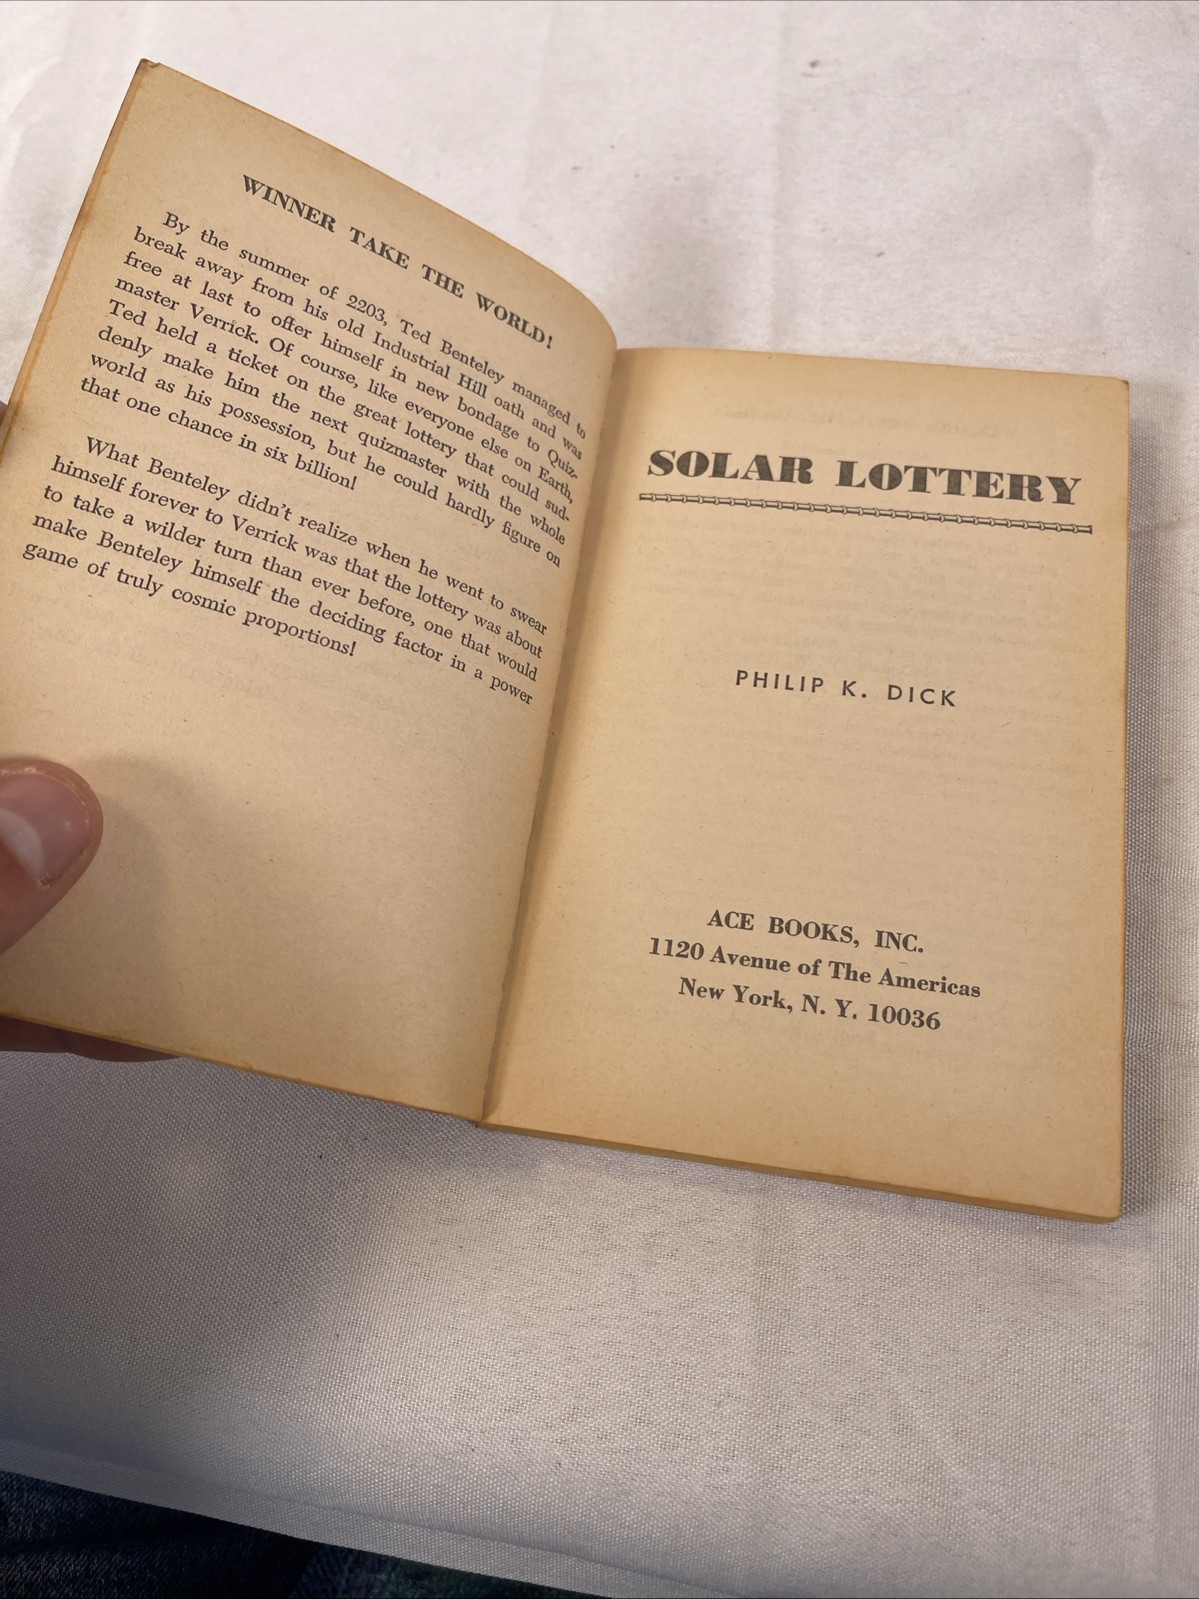 WINNER TAKE THE WORLD!
By the summer of 2203, Ted Benteley managed to
break away from his old Industrial Hill oath and was
free at last to offer himself in new bondage to Quiz-
master Verrick. Of course, like everyone else on Earth,
Ted held a ticket on the great lottery that could sud-
denly make him the next quizmaster with the whole
world as his possession, but he could hardly figure on
that one chance in six billion!
What Benteley didn't realize when he went to swear
himself forever to Verrick was that the lottery was about
to take a wilder turn than ever before, one that would
make Benteley himself the deciding factor in a power
game of truly cosmic proportions!
SOLAR LOTTERY
PHILIP K. DICK
ACE BOOKS, INC.
1120 Avenue of The Americas
New York, N. Y. 10036